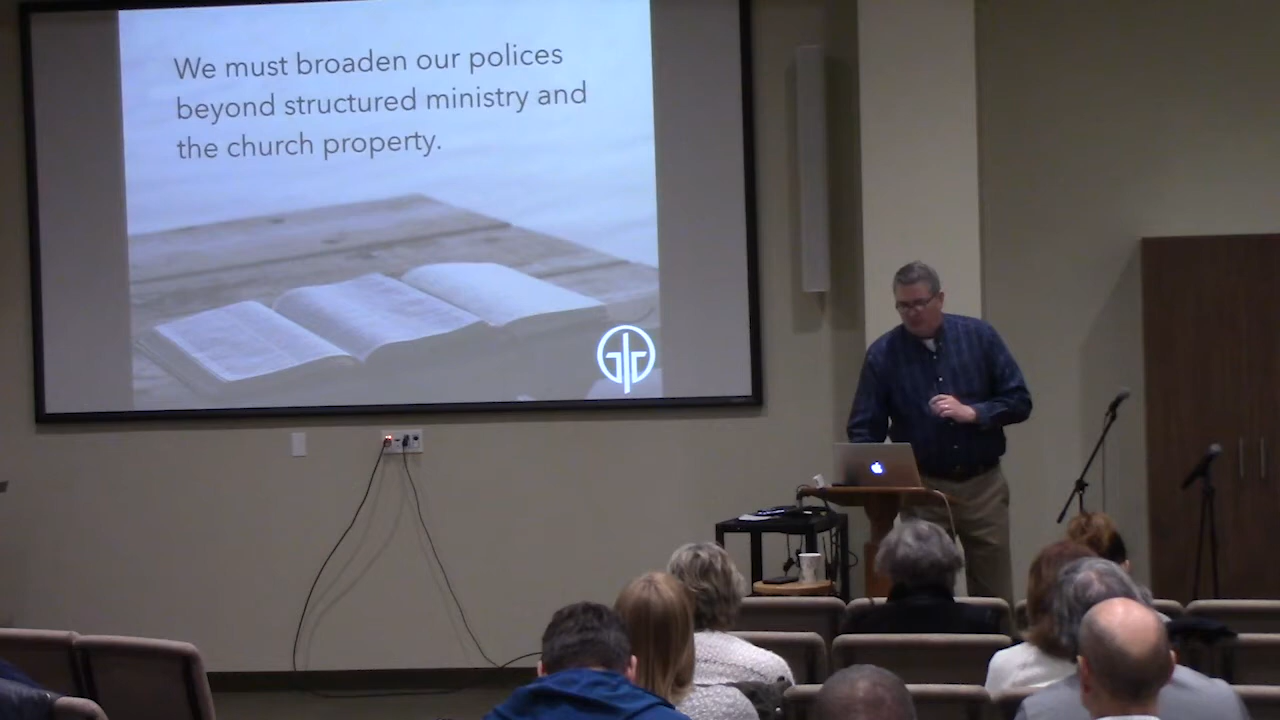 We must broaden our polices
beyond structured ministry and
the church property.